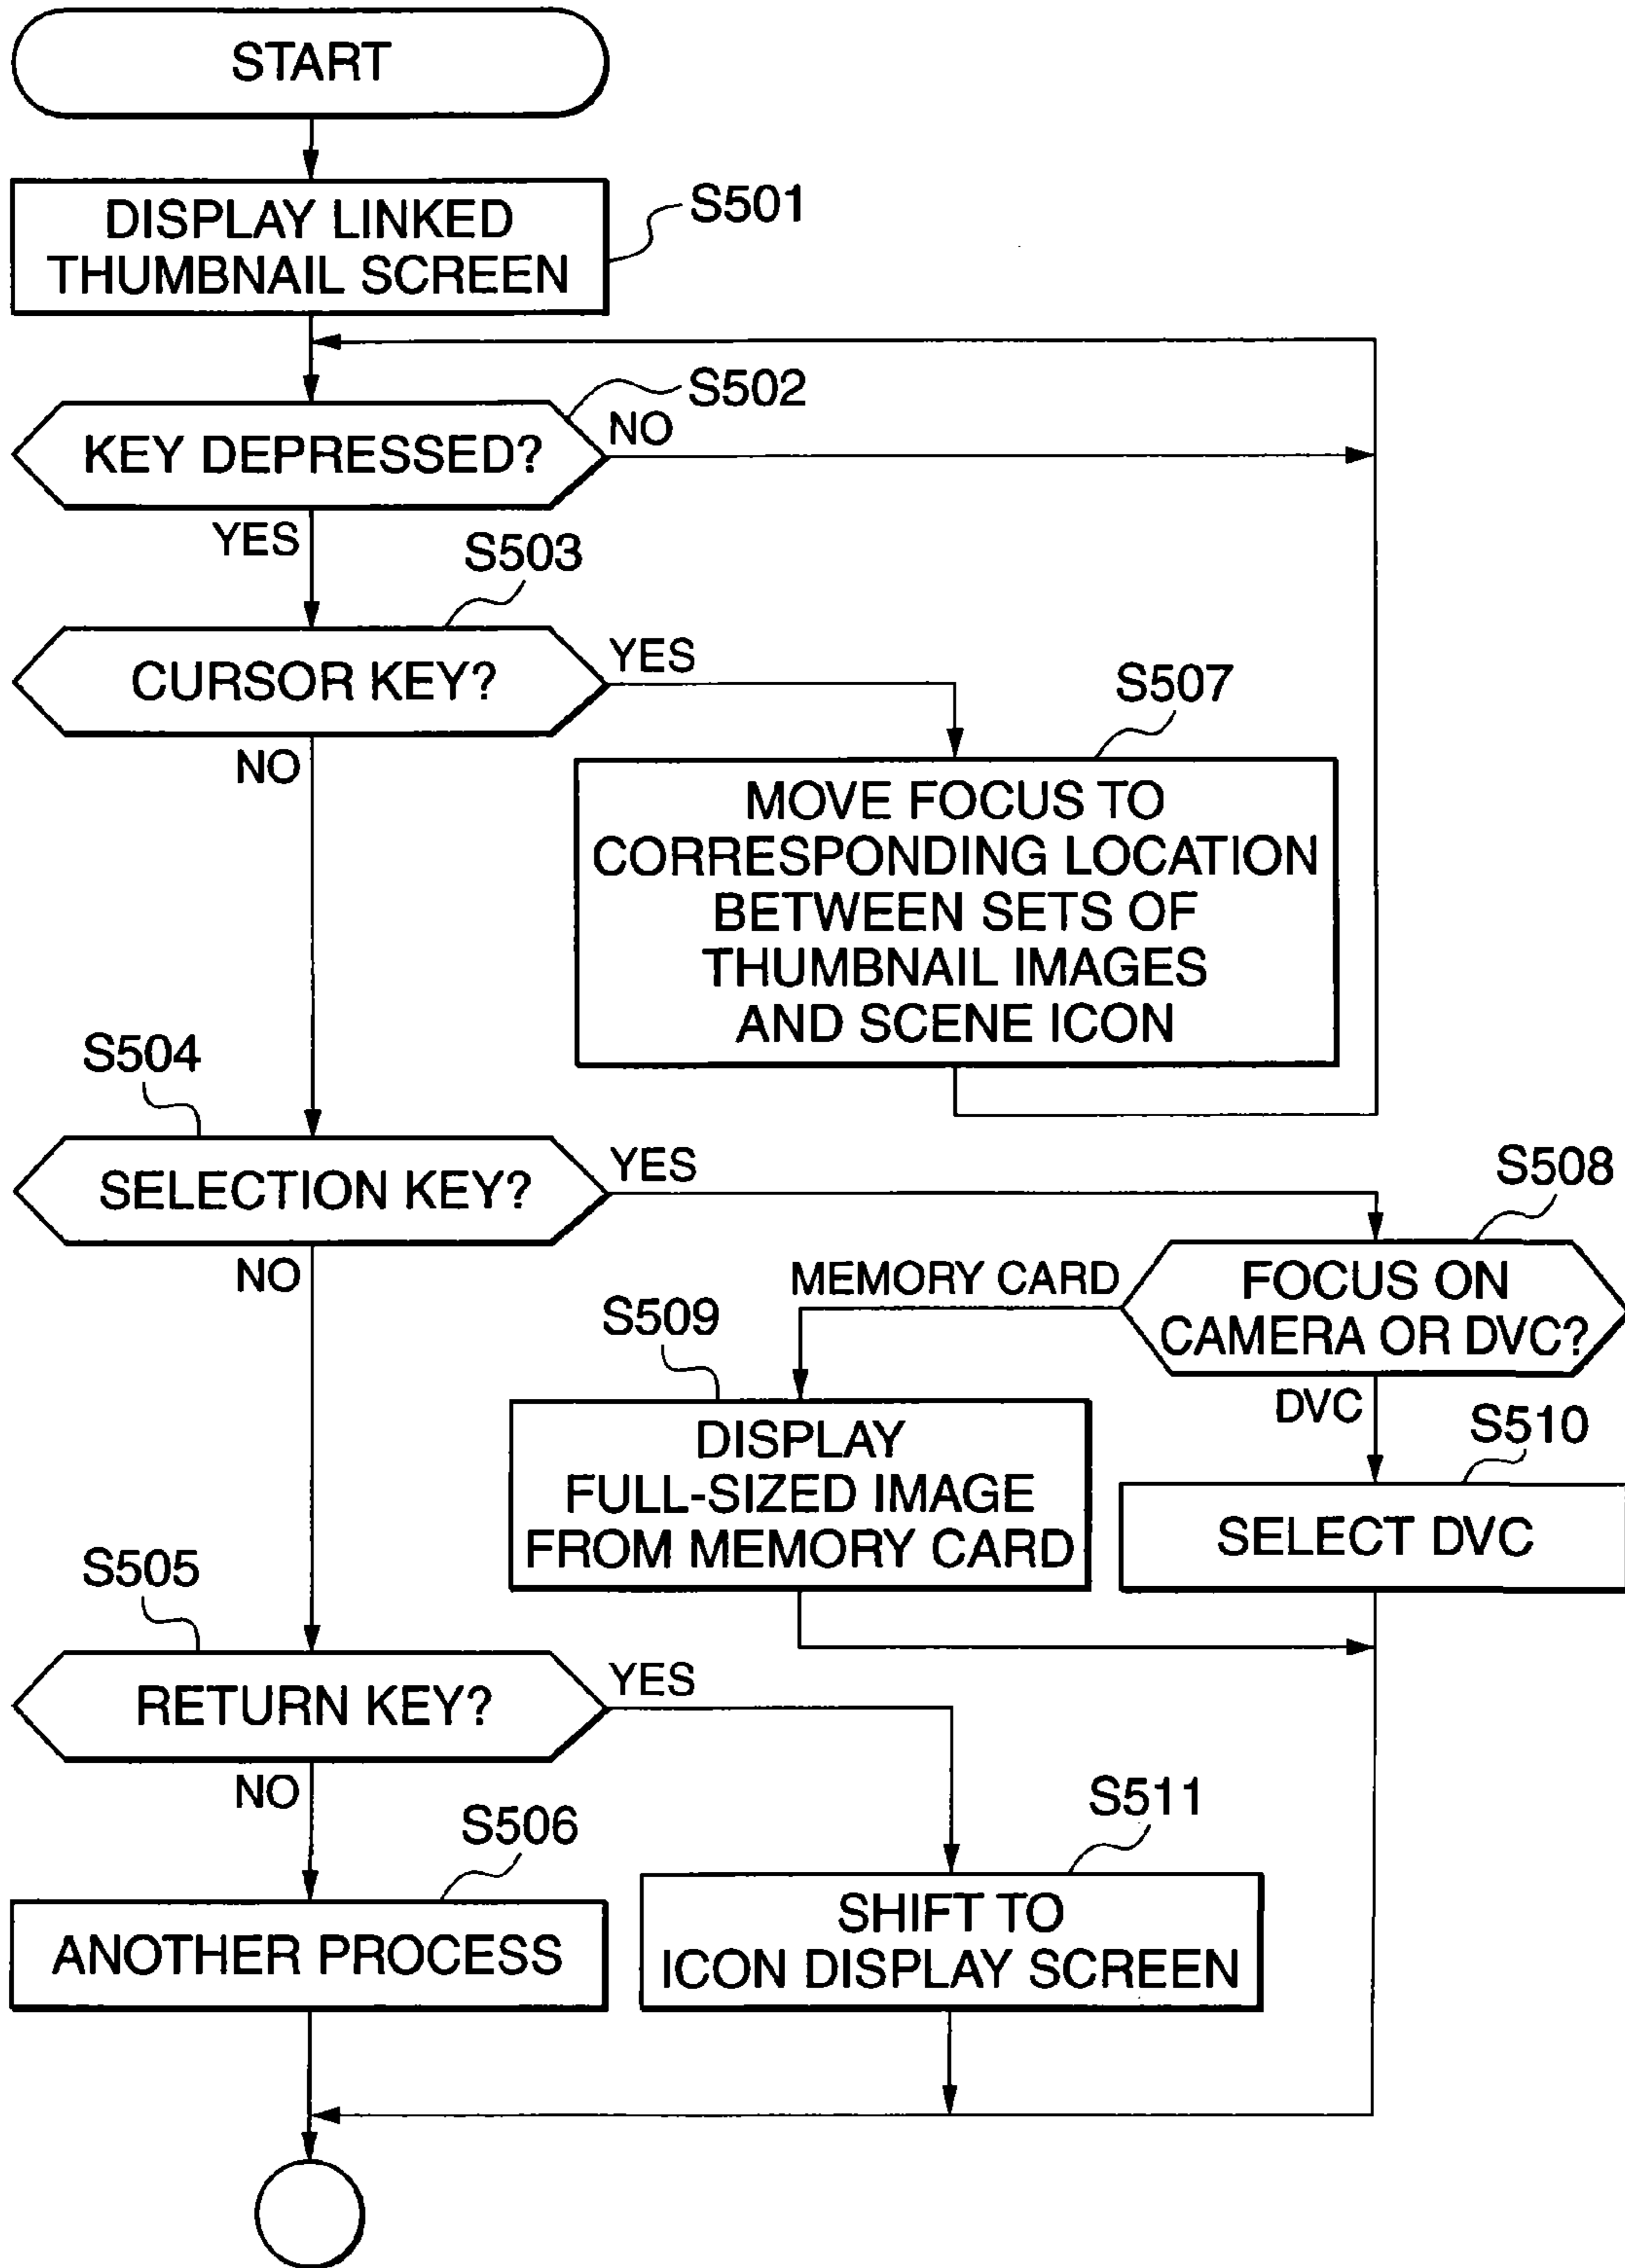 START
DISPLAY LINKED
THUMBNAIL SCREEN
S501
S502
KEY DEPRESSED?
NO
YES
S503
CURSOR KEY?
YES
NO
S507
MOVE FOCUS TO
CORRESPONDING LOCATION
BETWEEN SETS OF
THUMBNAIL IMAGES
AND SCENE ICON
S504
SELECTION KEY?
YES
NO
S508
FOCUS ON
CAMERA OR DVC?
MEMORY CARD
DVC
S509
DISPLAY
FULL-SIZED IMAGE
FROM MEMORY CARD
S510
SELECT DVC
S505
RETURN KEY?
YES
NO
S506
ANOTHER PROCESS
S511
SHIFT TO
ICON DISPLAY SCREEN